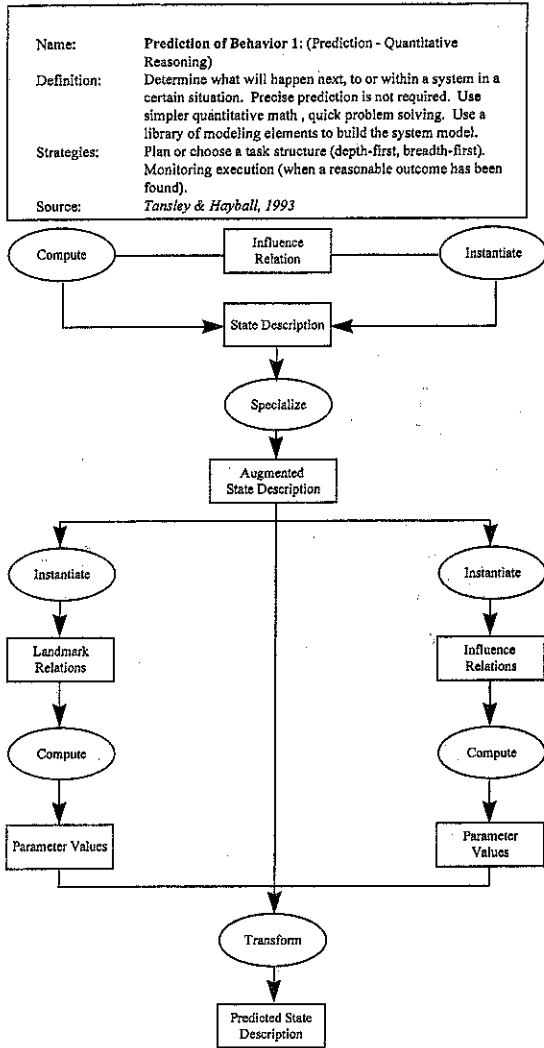 Name: Prediction of Behavior 1: (Prediction - Quantitative
Reasoning)
Definition: Determine what will happen next, to or within a system in a
certain situation. Precise prediction is not required. Use
simpler quantitative math , quick problem solving. Use a
library of modeling elements to build the system model.
Strategies: Plan or choose a task structure (depth-first, breadth-first).
Monitoring execution (when a reasonable outcome has been
found).
Source: Tansley & Hayball, 1993
Compute
Influence
Relation
Instantiate
State Description
Specialize
Augmented
State Description
Instantiate
Instantiate
Landmark
Relations
Influence
Relations
Compute
Compute
Parameter Values
Parameter
Values
Transform
Predicted State
Description